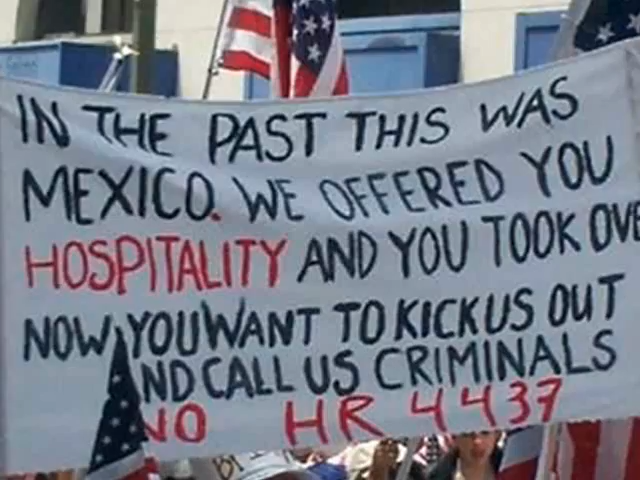 IN THE PAST THIS WAS
MEXICO. WE OFFERED YOU
HOSPITALITY AND YOU TOOK OVE
NOW YOU WANT TO KICK US OUT
AND CALL US CRIMINALS
NO HR 4437